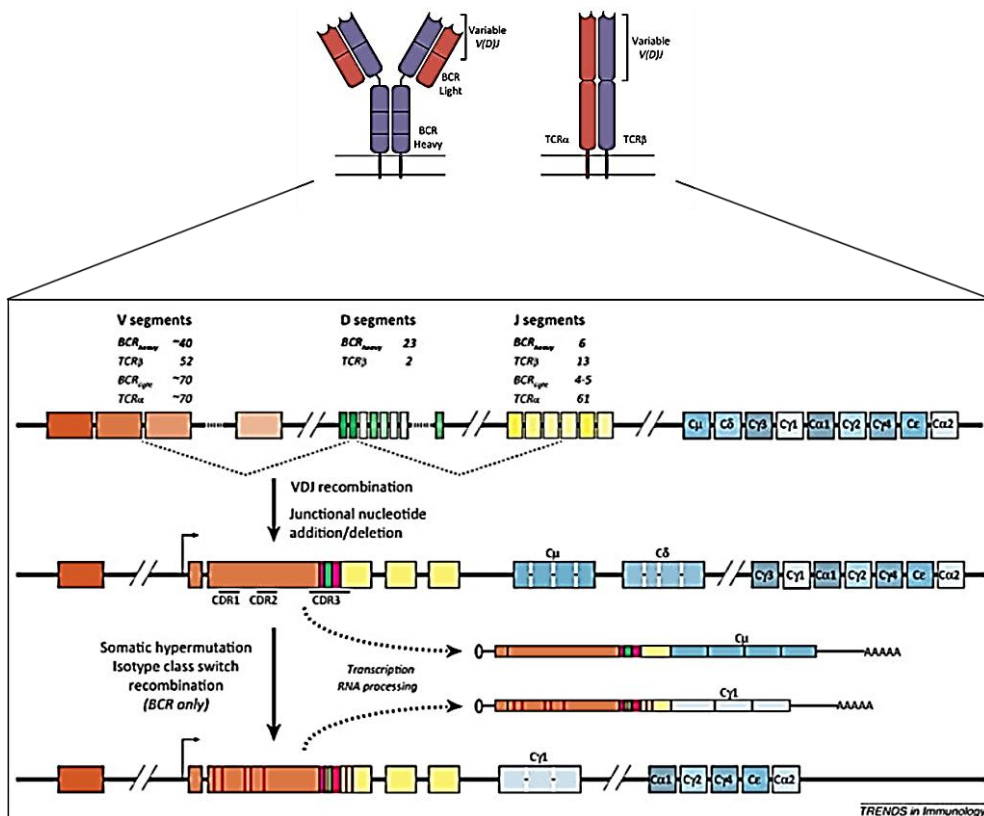 Variable
V(D)J
BCR
Light
BCR
Heavy
Variable
V(D)J
TCRα
TCRβ
V segments
BCRheavy ~40
TCRβ 52
BCRlight ~70
TCRα ~70
D segments
BCRheavy 23
TCRβ 2
J segments
BCRheavy 6
TCRβ 13
BCRlight 4-5
TCRα 61
Cμ Cδ Cγ3 Cγ1 Cα1 Cγ2 Cγ4 Cε Cα2
VDJ recombination
Junctional nucleotide
addition/deletion
Cμ
Cδ
Cγ3 Cγ1 Cα1 Cγ2 Cγ4 Cε Cα2
CDR1 CDR2 CDR3
Somatic hypermutation
Isotype class switch
recombination
(BCR only)
Transcription
RNA processing
Cμ
AAAAA
Cγ1
AAAAA
Cγ1
Cα1 Cγ2 Cγ4 Cε Cα2
TRENDS in Immunology